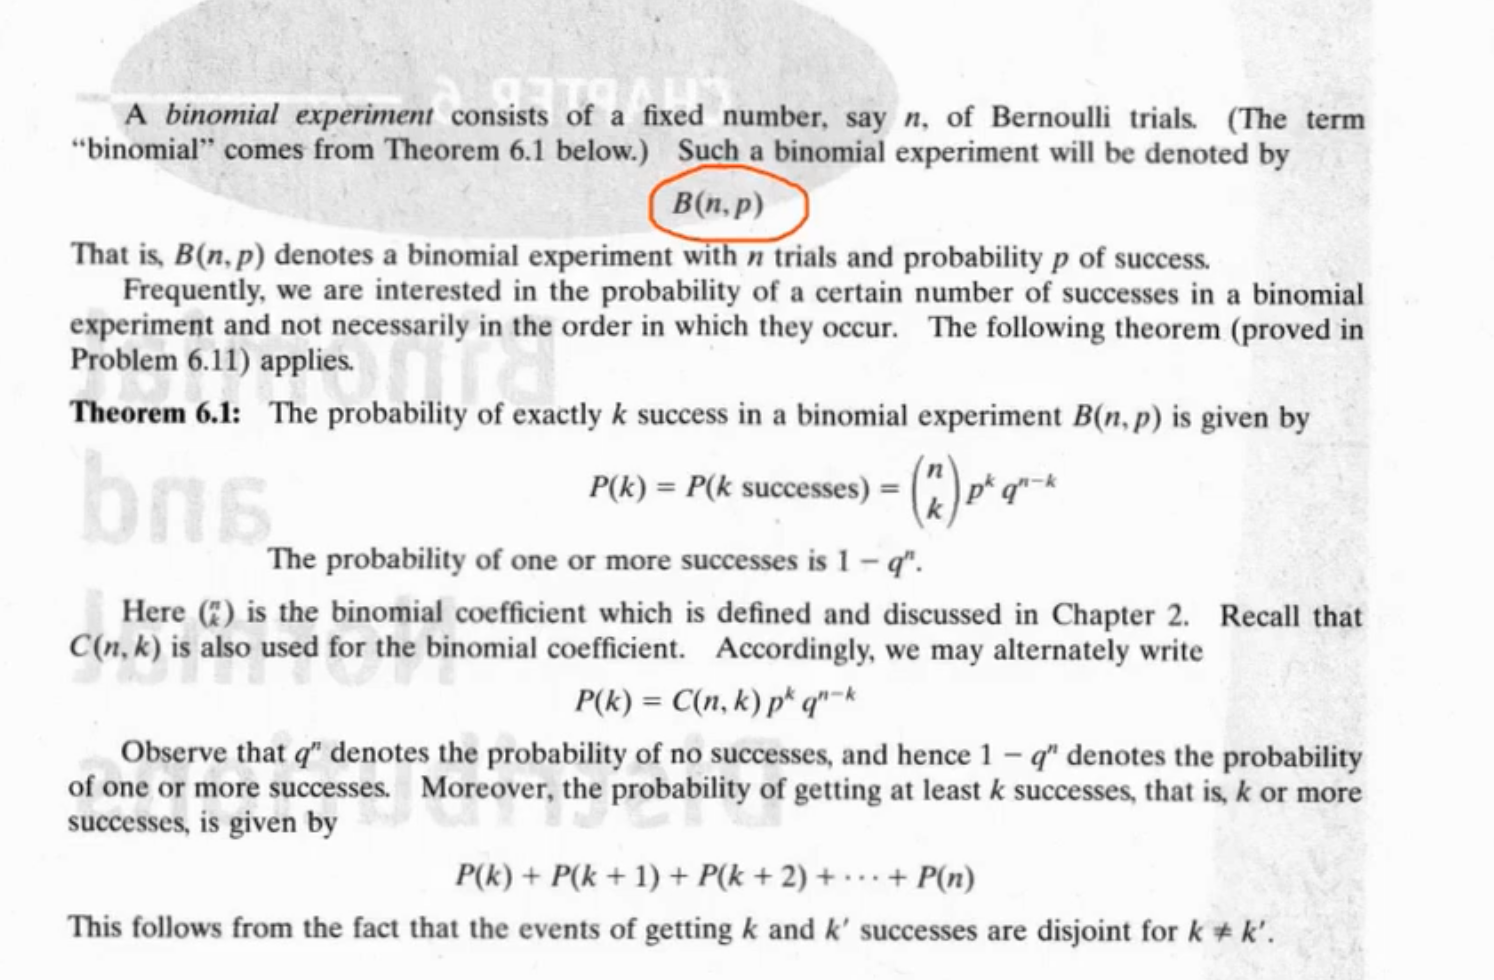 A binomial experiment consists of a fixed number, say n, of Bernoulli trials. (The term
“binomial” comes from Theorem 6.1 below.) Such a binomial experiment will be denoted by
B(n, p)
That is, B(n, p) denotes a binomial experiment with n trials and probability p of success.
Frequently, we are interested in the probability of a certain number of successes in a binomial
experiment and not necessarily in the order in which they occur. The following theorem (proved in
Problem 6.11) applies.
Theorem 6.1: The probability of exactly k success in a binomial experiment B(n, p) is given by
P(k) = P(k successes) = (n k) p^k q^{n-k}
The probability of one or more successes is 1 − q^n.
Here (n k) is the binomial coefficient which is defined and discussed in Chapter 2. Recall that
C(n, k) is also used for the binomial coefficient. Accordingly, we may alternately write
P(k) = C(n, k) p^k q^{n-k}
Observe that q^n denotes the probability of no successes, and hence 1 − q^n denotes the probability
of one or more successes. Moreover, the probability of getting at least k successes, that is, k or more
successes, is given by
P(k) + P(k + 1) + P(k + 2) + ··· + P(n)
This follows from the fact that the events of getting k and k′ successes are disjoint for k ≠ k′.
CHAPTER 6
Binomial
and
Normal
Distributions